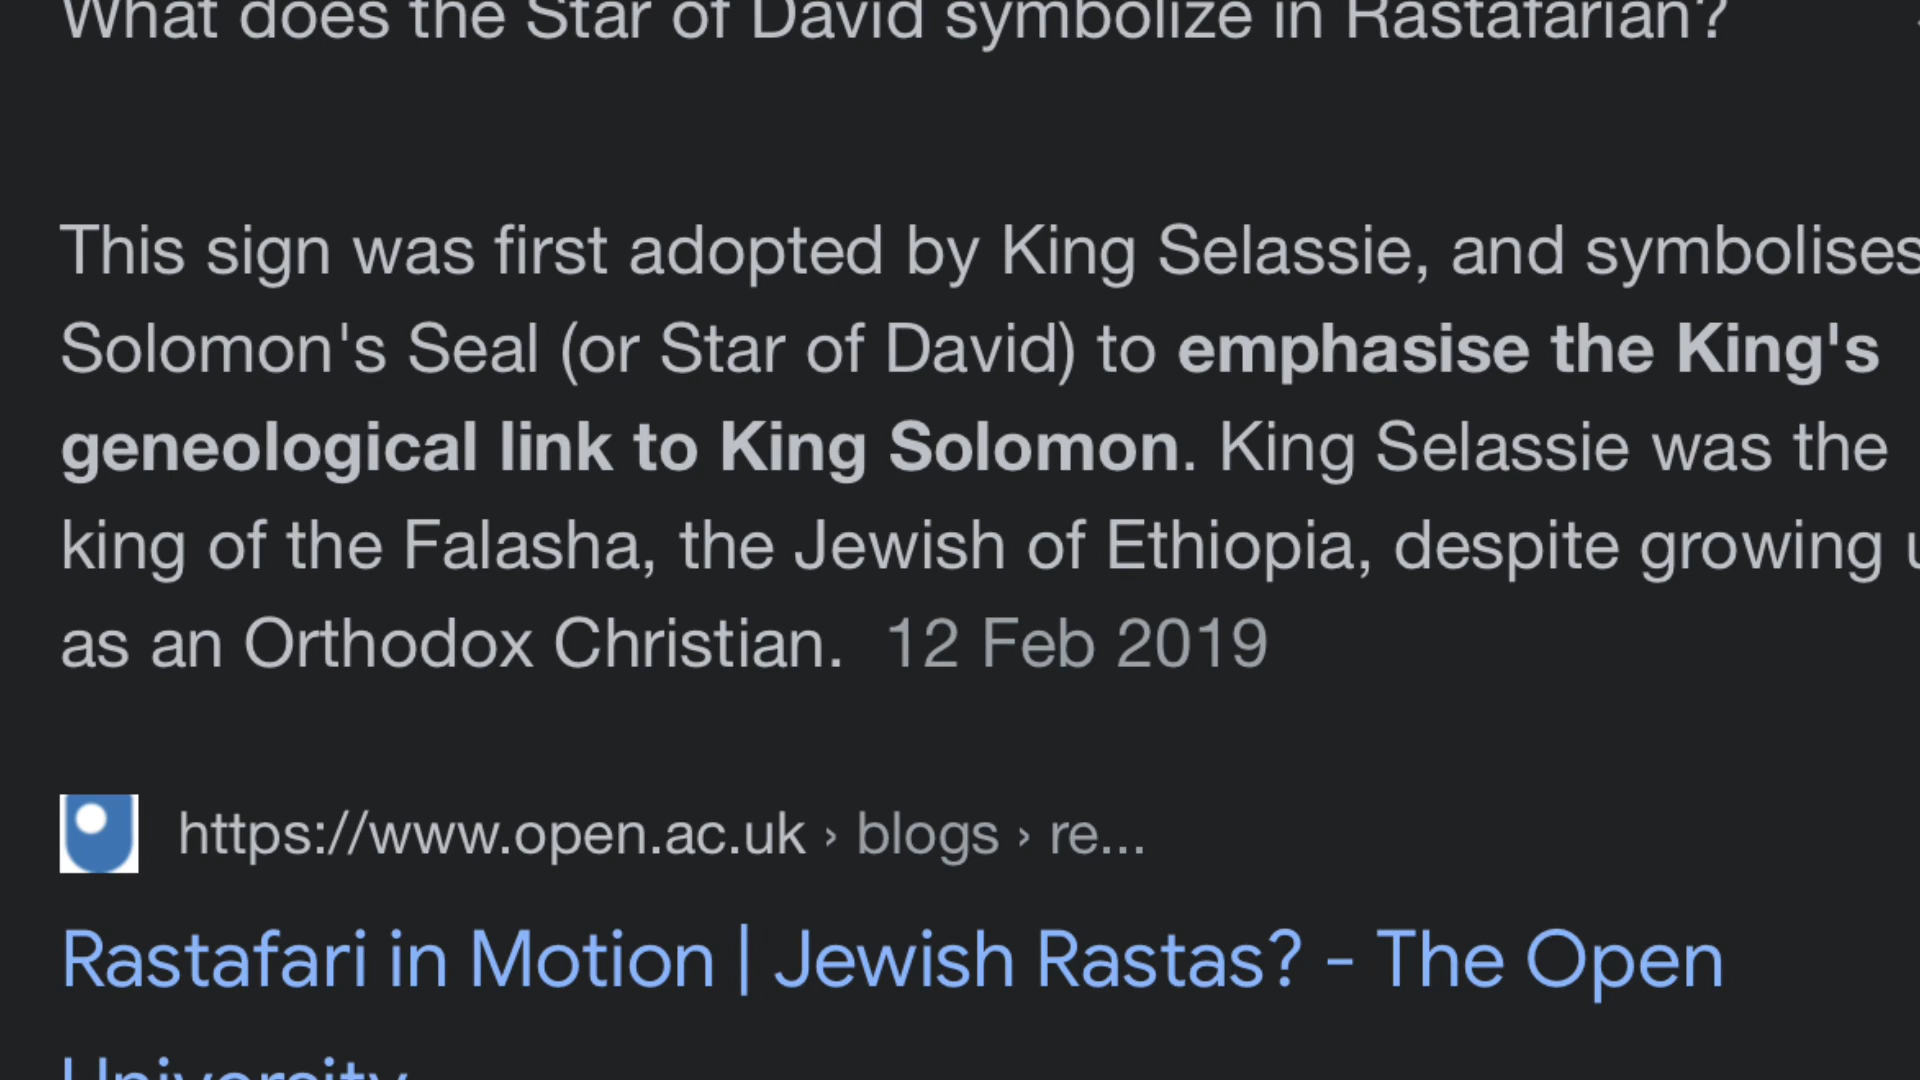 What does the Star of David symbolize in Rastafarian?
This sign was first adopted by King Selassie, and symbolises
Solomon's Seal (or Star of David) to emphasise the King's
geneological link to King Solomon. King Selassie was the
king of the Falasha, the Jewish of Ethiopia, despite growing
as an Orthodox Christian. 12 Feb 2019
https://www.open.ac.uk › blogs › re...
Rastafari in Motion | Jewish Rastas? - The Open
University